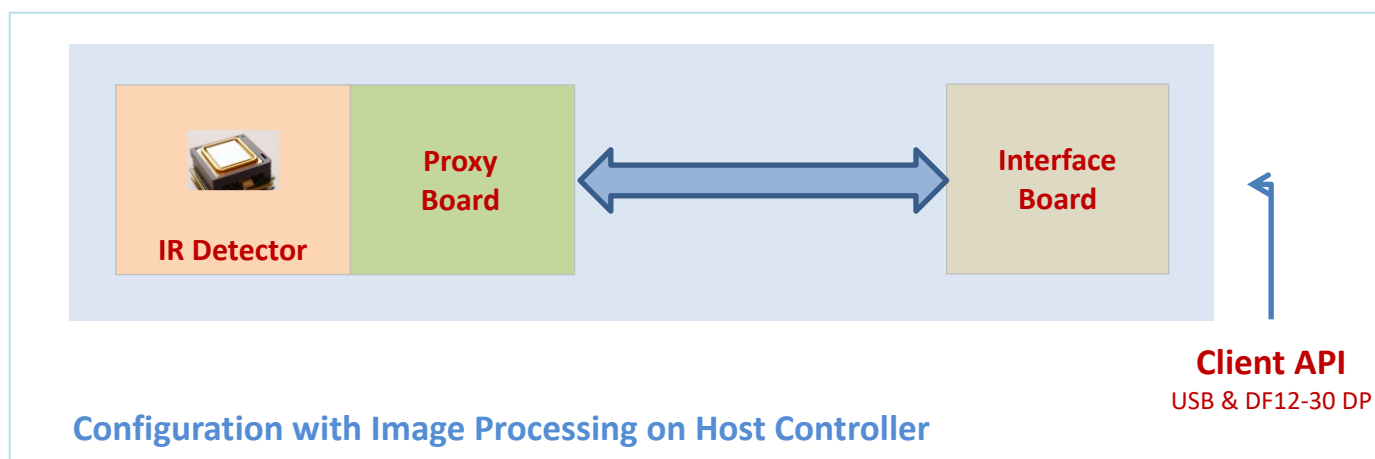 Proxy
Board
Interface
Board
IR Detector
Client API
USB & DF12-30 DP
Configuration with Image Processing on Host Controller